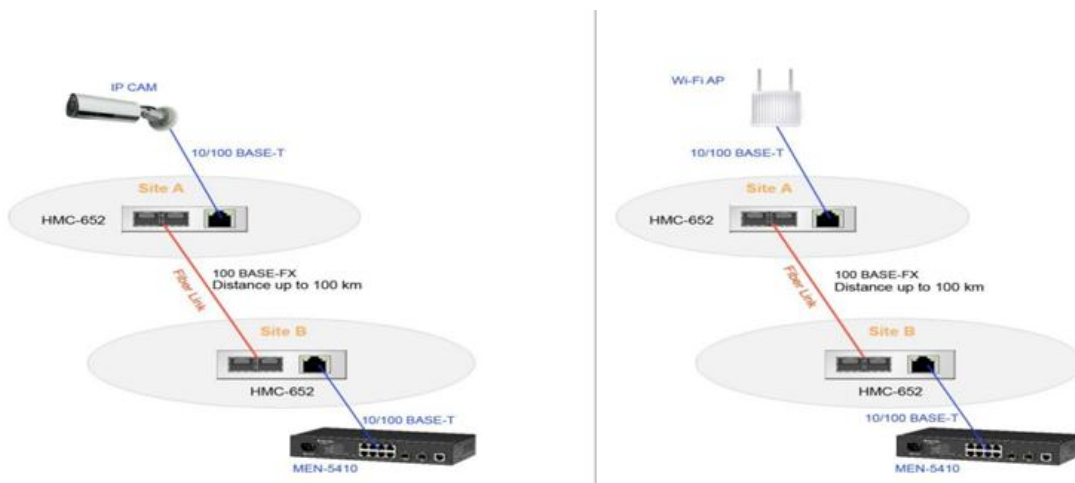 IP CAM
10/100 BASE-T
Site A
HMC-652
100 BASE-FX
Distance up to 100 km
Fiber Link
Site B
HMC-652
10/100 BASE-T
MEN-5410
Wi-Fi AP
10/100 BASE-T
Site A
HMC-652
100 BASE-FX
Distance up to 100 km
Fiber Link
Site B
HMC-652
10/100 BASE-T
MEN-5410